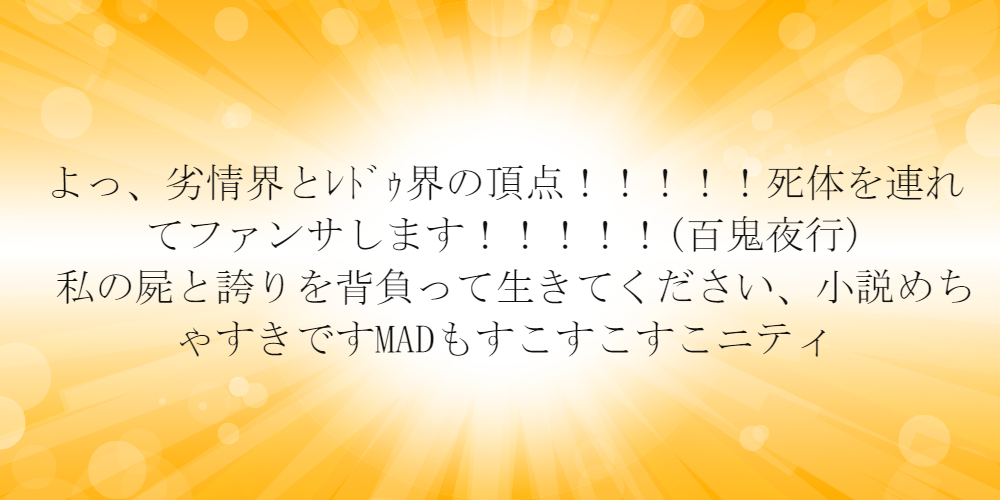 よっ、劣情界とﾚﾄﾞｩ界の頂点！！！！！死体を連れ
てファンサします！！！！！(百鬼夜行)
私の屍と誇りを背負って生きてください、小説めち
ゃすきですMADもすこすこすこニティ